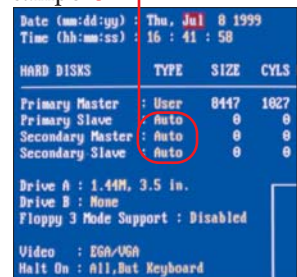 Date (mm:dd:yy) : Thu, Jul 8 1999
Time (hh:mm:ss) : 16 : 41 : 58
HARD DISKS TYPE SIZE CYLS
Primary Master : User 8447 1027
Primary Slave : Auto 0 0
Secondary Master : Auto 0 0
Secondary Slave : Auto 0 0
Drive A : 1.44M, 3.5 in.
Drive B : None
Floppy 3 Mode Support : Disabled
Video : EGA/VGA
Halt On : All,But Keyboard